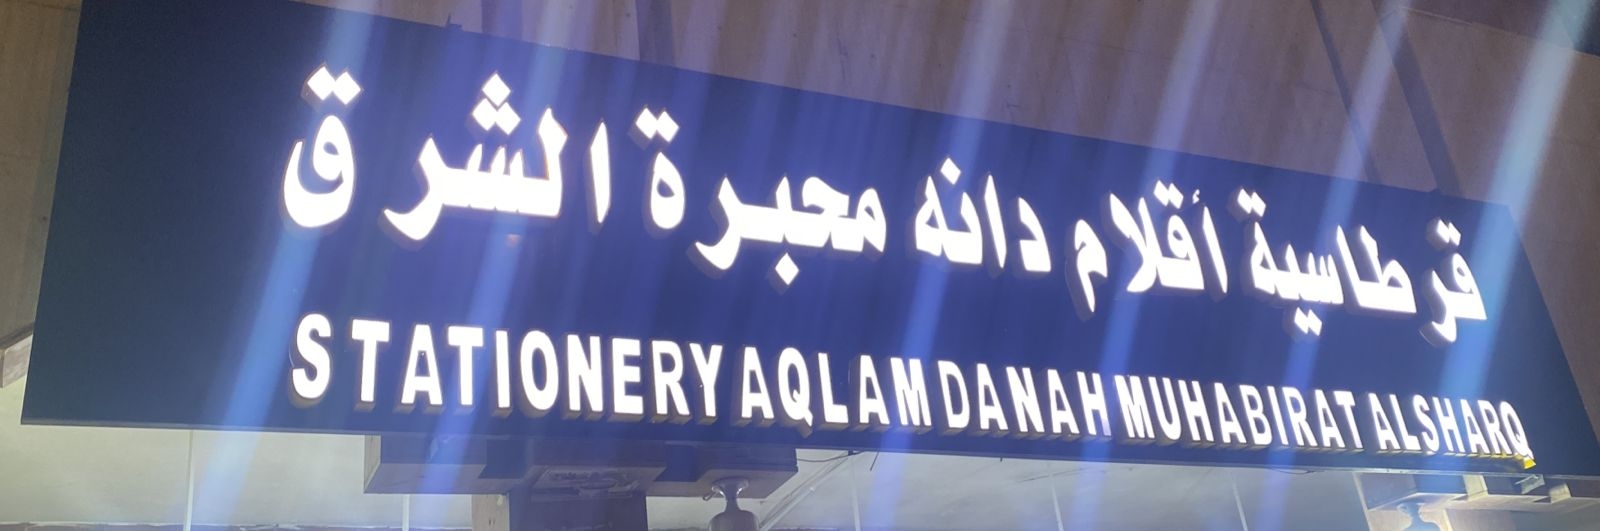 قرطاسية أقلام دانه محبرة الشرق
STATIONERY AQLAM DANAH MUHABIRAT ALSHARQ